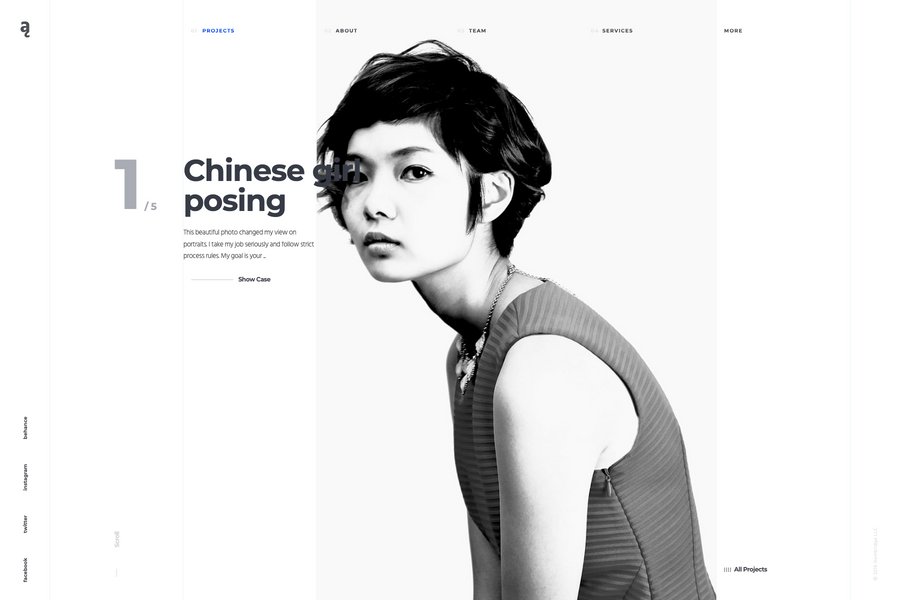 ą
01 PROJECTS
02 ABOUT
03 TEAM
04 SERVICES
MORE
1 / 5
Chinese girl
posing
This beautiful photo changed my view on
portraits. I take my job seriously and follow strict
process rules. My goal is your ...
Show Case
behance
instagram
twitter
facebook
Scroll
All Projects